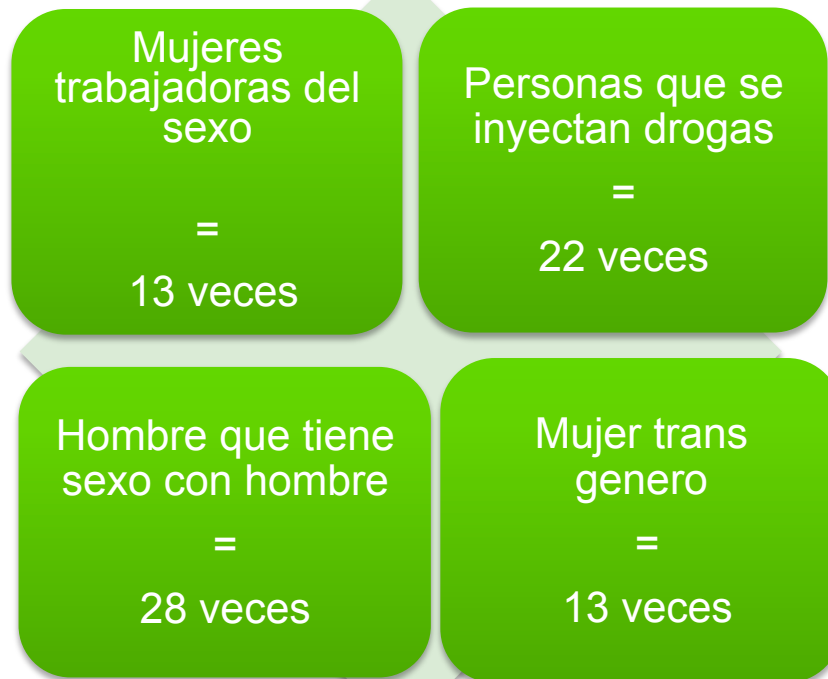 Mujeres
trabajadoras del
sexo
=
13 veces
Personas que se
inyectan drogas
=
22 veces
Hombre que tiene
sexo con hombre
=
28 veces
Mujer trans
genero
=
13 veces